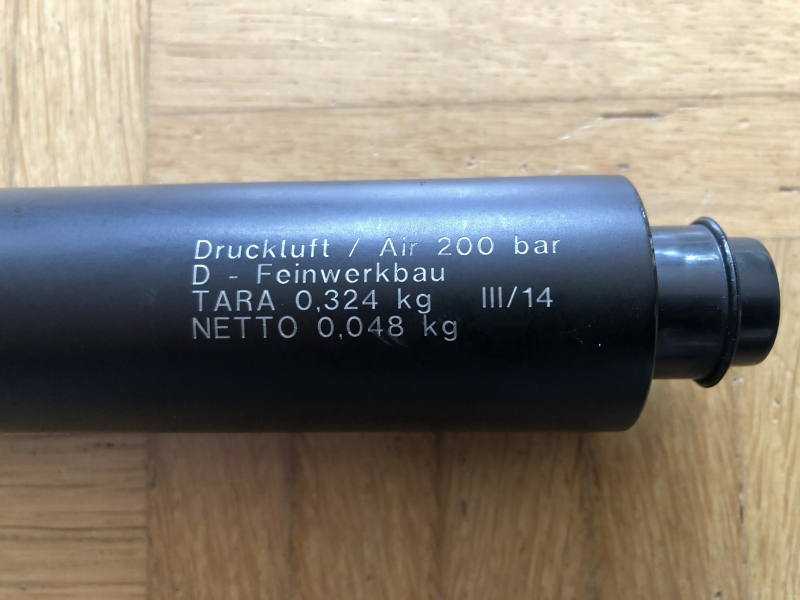 Druckluft / Air 200 bar
D - Feinwerkbau
TARA 0,324 kg III/14
NETTO 0,048 kg